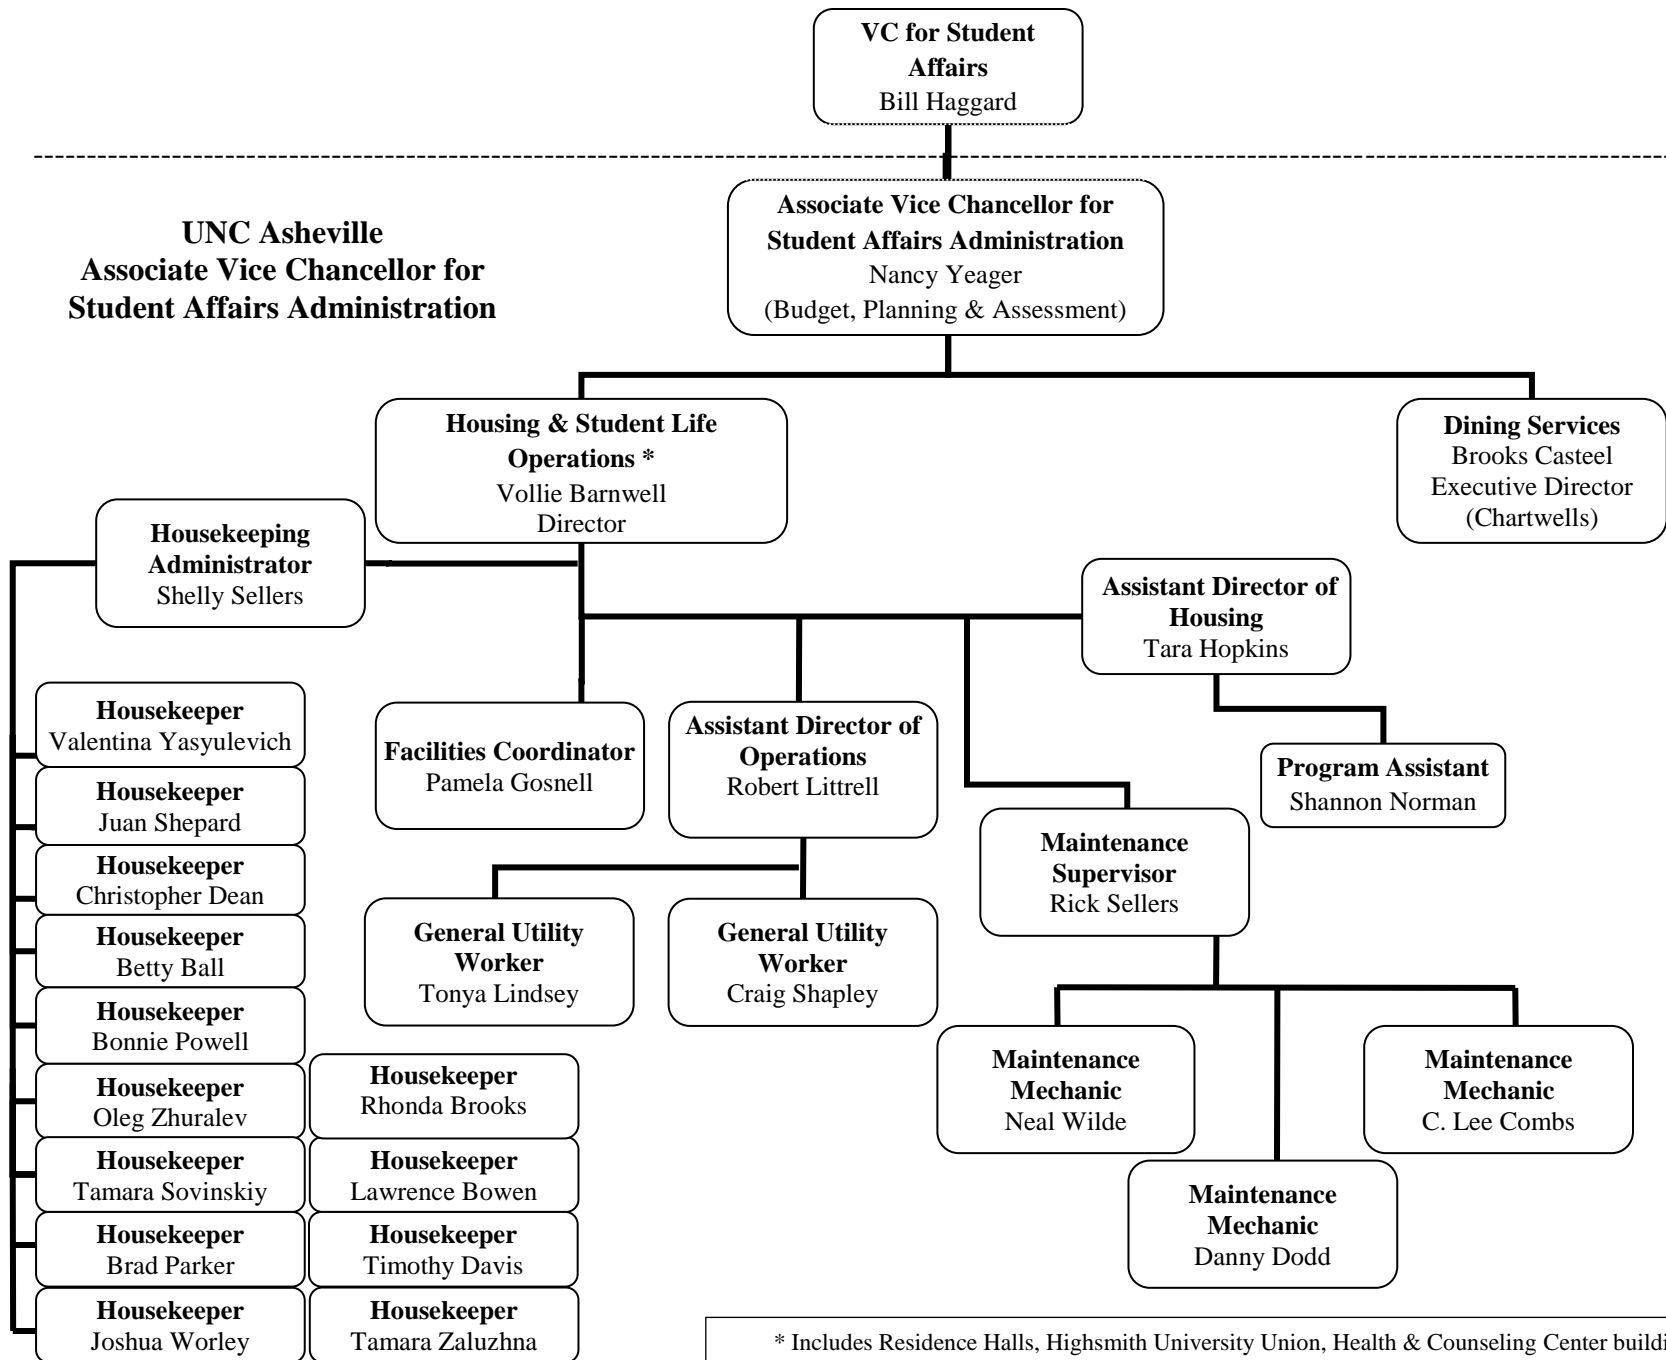 VC for Student
Affairs
Bill Haggard
UNC Asheville
Associate Vice Chancellor for
Student Affairs Administration
Associate Vice Chancellor for
Student Affairs Administration
Nancy Yeager
(Budget, Planning & Assessment)
Housing & Student Life
Operations *
Vollie Barnwell
Director
Dining Services
Brooks Casteel
Executive Director
(Chartwells)
Housekeeping
Administrator
Shelly Sellers
Assistant Director of
Housing
Tara Hopkins
Housekeeper
Valentina Yasyulevich
Housekeeper
Juan Shepard
Housekeeper
Christopher Dean
Housekeeper
Betty Ball
Housekeeper
Bonnie Powell
Housekeeper
Oleg Zhuralev
Housekeeper
Tamara Sovinskiy
Housekeeper
Brad Parker
Housekeeper
Joshua Worley
Housekeeper
Rhonda Brooks
Housekeeper
Lawrence Bowen
Housekeeper
Timothy Davis
Housekeeper
Tamara Zaluzhna
Facilities Coordinator
Pamela Gosnell
Assistant Director of
Operations
Robert Littrell
General Utility
Worker
Tonya Lindsey
General Utility
Worker
Craig Shapley
Program Assistant
Shannon Norman
Maintenance
Supervisor
Rick Sellers
Maintenance
Mechanic
Neal Wilde
Maintenance
Mechanic
Danny Dodd
Maintenance
Mechanic
C. Lee Combs
* Includes Residence Halls, Highsmith University Union, Health & Counseling Center